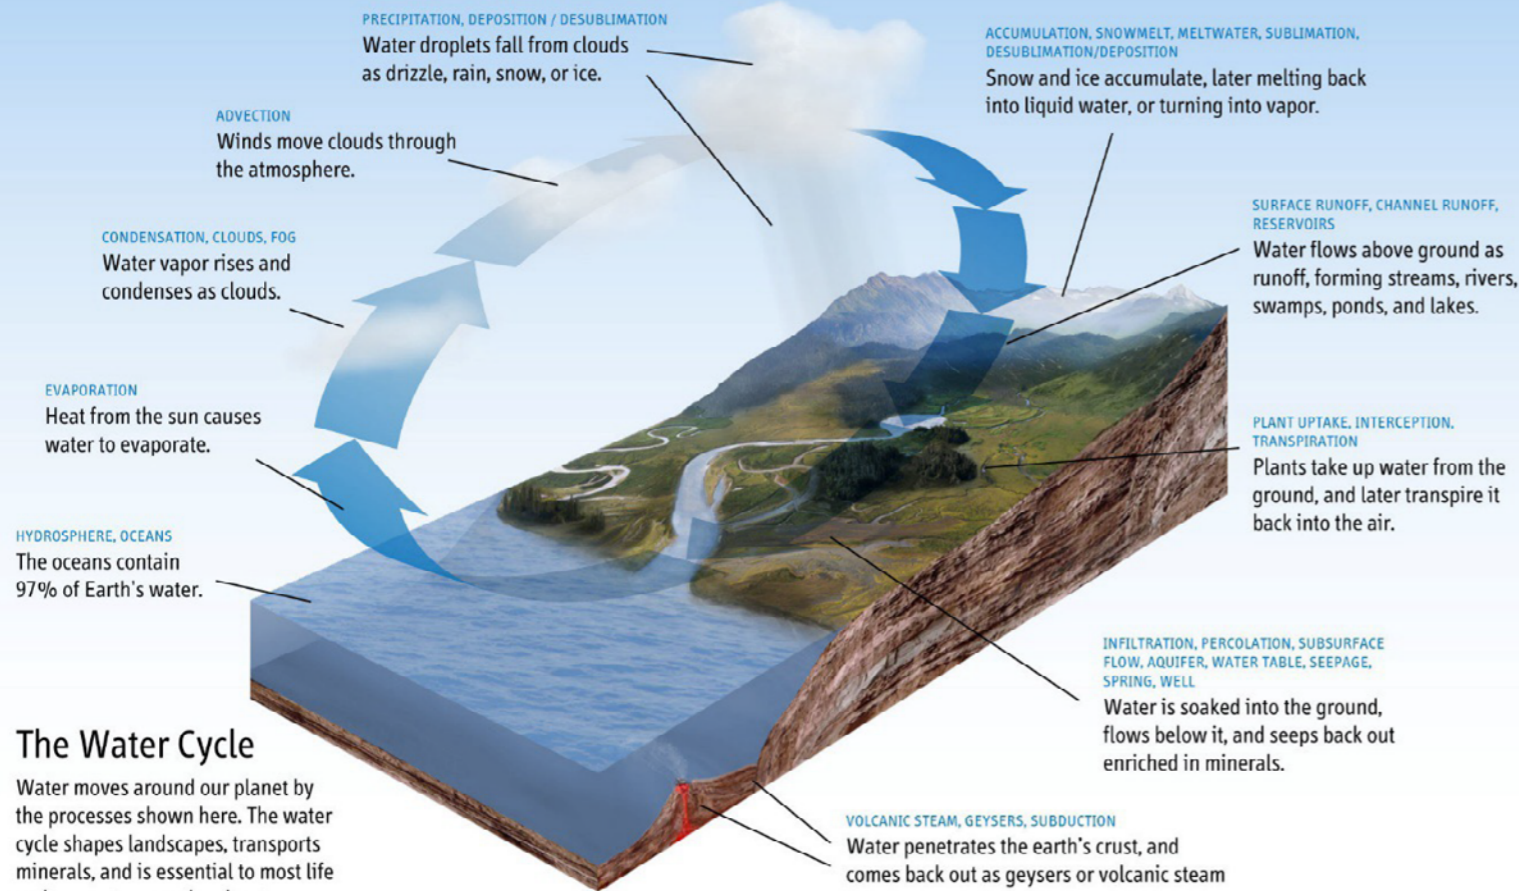 PRECIPITATION, DEPOSITION / DESUBLIMATION
Water droplets fall from clouds
as drizzle, rain, snow, or ice.
ACCUMULATION, SNOWMELT, MELTWATER, SUBLIMATION,
DESUBLIMATION/DEPOSITION
Snow and ice accumulate, later melting back
into liquid water, or turning into vapor.
ADVECTION
Winds move clouds through
the atmosphere.
SURFACE RUNOFF, CHANNEL RUNOFF,
RESERVOIRS
Water flows above ground as
runoff, forming streams, rivers,
swamps, ponds, and lakes.
CONDENSATION, CLOUDS, FOG
Water vapor rises and
condenses as clouds.
EVAPORATION
Heat from the sun causes
water to evaporate.
PLANT UPTAKE, INTERCEPTION,
TRANSPIRATION
Plants take up water from the
ground, and later transpire it
back into the air.
HYDROSPHERE, OCEANS
The oceans contain
97% of Earth's water.
INFILTRATION, PERCOLATION, SUBSURFACE
FLOW, AQUIFER, WATER TABLE, SEEPAGE,
SPRING, WELL
Water is soaked into the ground,
flows below it, and seeps back out
enriched in minerals.
The Water Cycle
Water moves around our planet by
the processes shown here. The water
cycle shapes landscapes, transports
minerals, and is essential to most life
VOLCANIC STEAM, GEYSERS, SUBDUCTION
Water penetrates the earth's crust, and
comes back out as geysers or volcanic steam